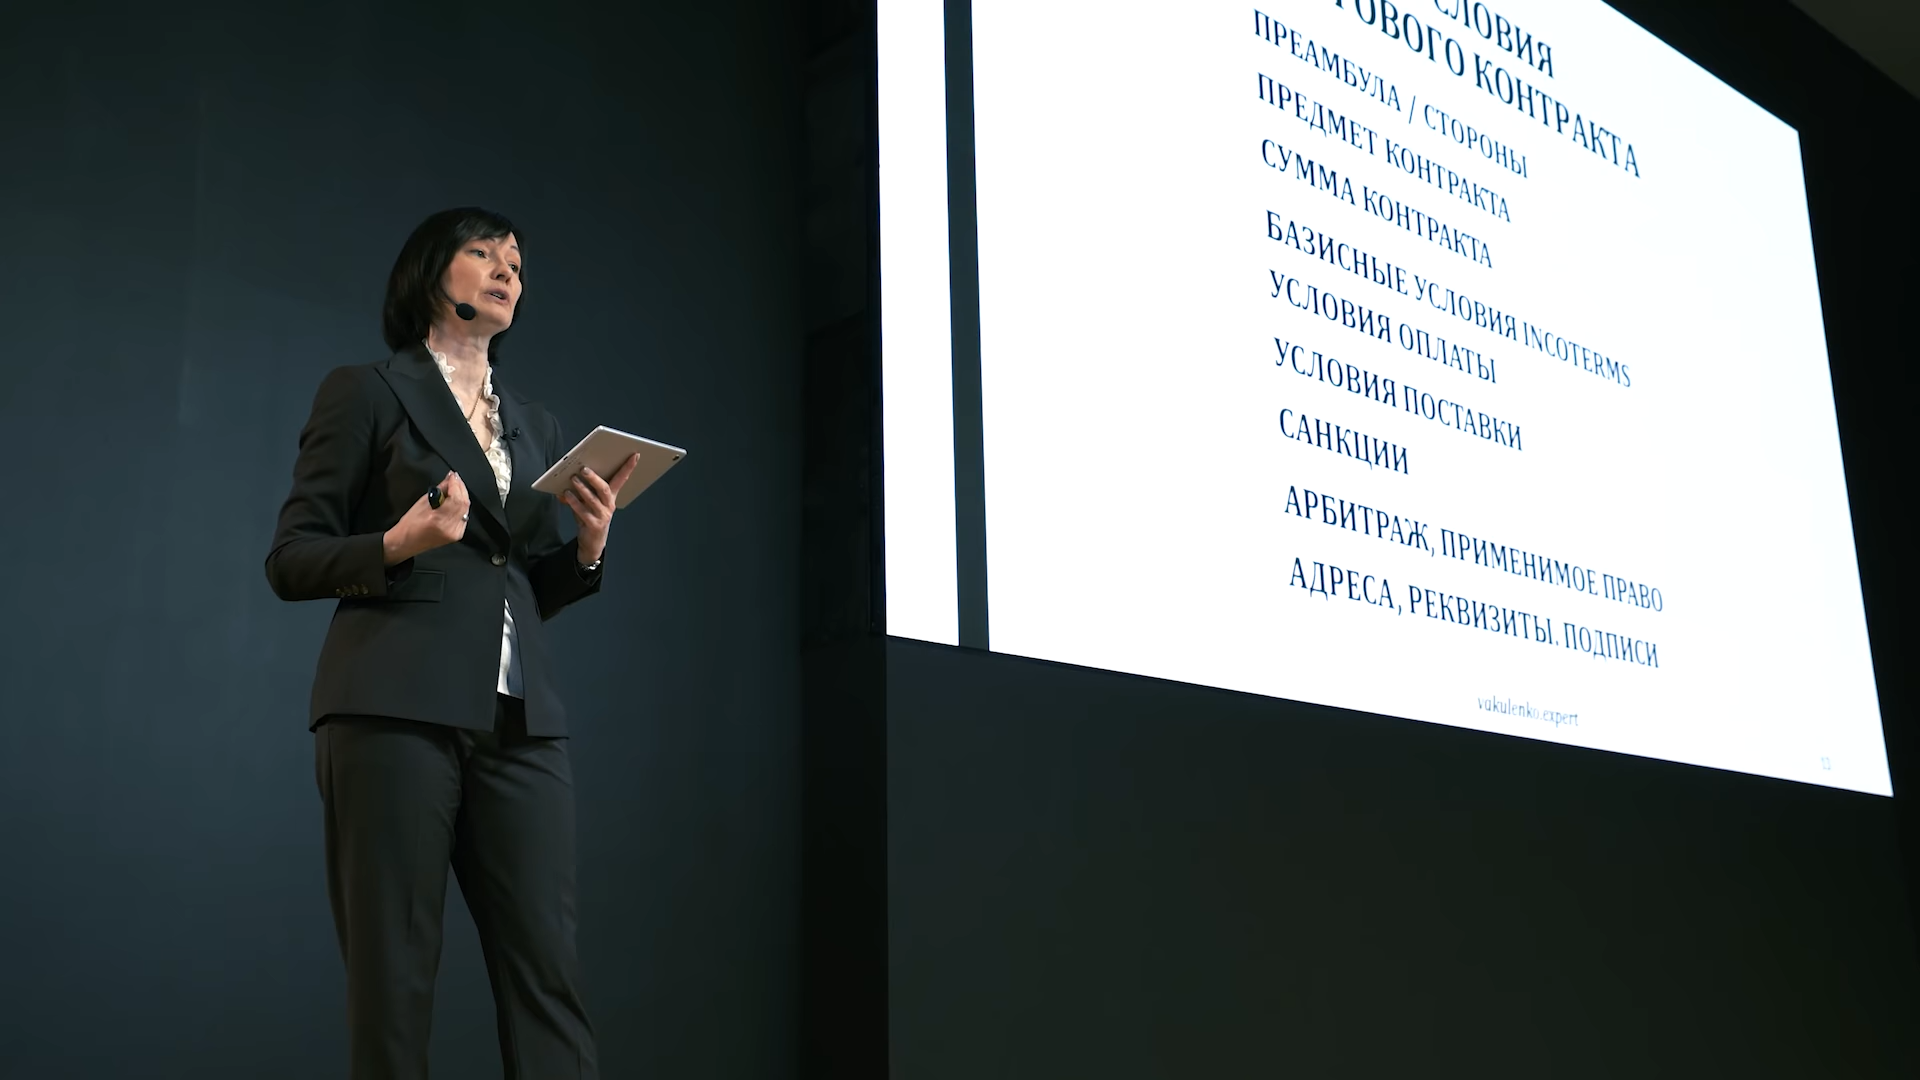 УСЛОВИЯ
КОНТРАКТА
ПРЕАМБУЛА / СТОРОНЫ
ПРЕДМЕТ КОНТРАКТА
СУММА КОНТРАКТА
БАЗИСНЫЕ УСЛОВИЯ INCOTERMS
УСЛОВИЯ ОПЛАТЫ
УСЛОВИЯ ПОСТАВКИ
САНКЦИИ
АРБИТРАЖ, ПРИМЕНИМОЕ ПРАВО
АДРЕСА, РЕКВИЗИТЫ. ПОДПИСИ
vakulenko.expert